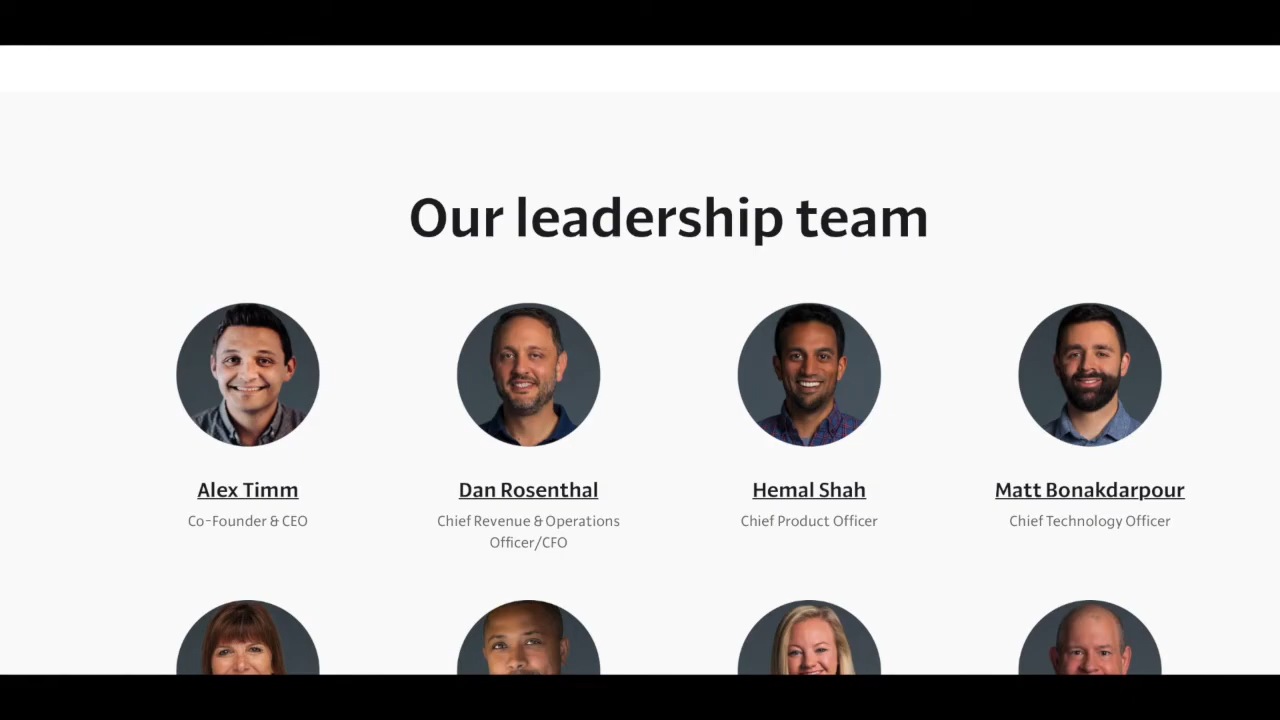 Our leadership team
Alex Timm
Dan Rosenthal
Hemal Shah
Matt Bonakdarpour
Co-Founder & CEO
Chief Revenue & Operations
Officer/CFO
Chief Product Officer
Chief Technology Officer